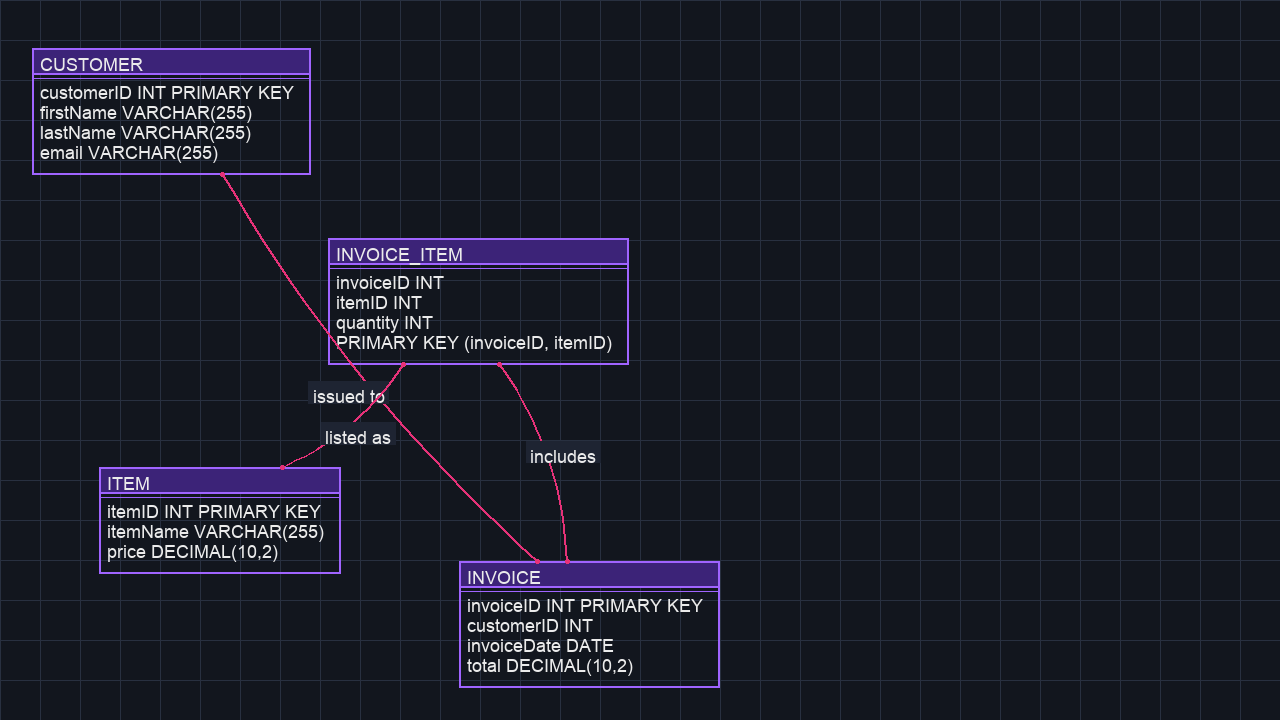 CUSTOMER
customerID INT PRIMARY KEY
firstName VARCHAR(255)
lastName VARCHAR(255)
email VARCHAR(255)
INVOICE_ITEM
invoiceID INT
itemID INT
quantity INT
PRIMARY KEY (invoiceID, itemID)
issued to
listed as
includes
ITEM
itemID INT PRIMARY KEY
itemName VARCHAR(255)
price DECIMAL(10,2)
INVOICE
invoiceID INT PRIMARY KEY
customerID INT
invoiceDate DATE
total DECIMAL(10,2)